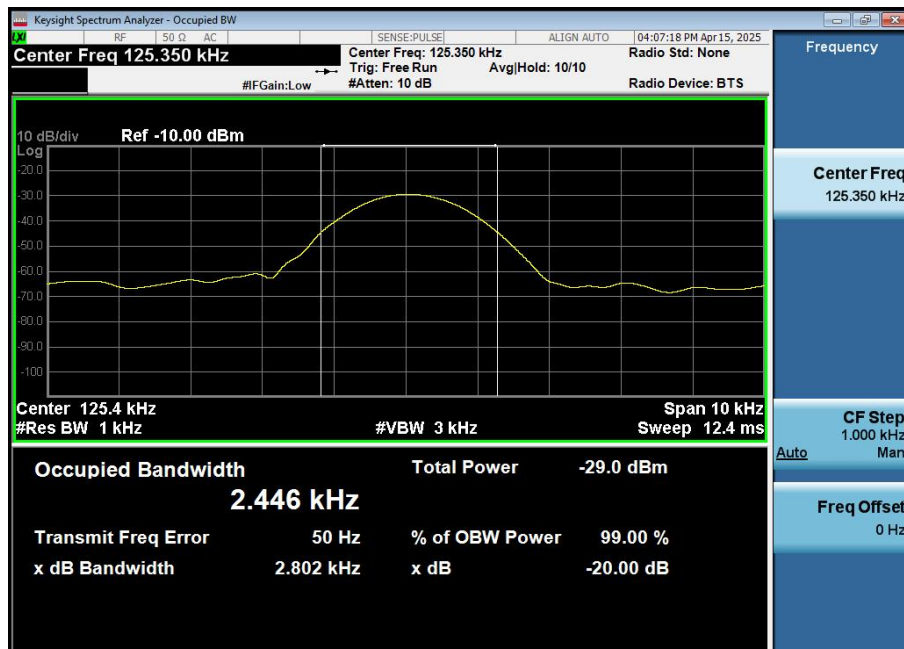 Keysight Spectrum Analyzer - Occupied BW
LXI RF 50 Ω AC SENSE:PULSE ALIGN AUTO 04:07:18 PM Apr 15, 2025
Center Freq 125.350 kHz
Center Freq: 125.350 kHz Radio Std: None
Trig: Free Run Avg|Hold: 10/10
#IFGain:Low #Atten: 10 dB Radio Device: BTS
10 dB/div Ref -10.00 dBm
Log
-20.0
-30.0
-40.0
-50.0
-60.0
-70.0
-80.0
-90.0
-100
Center 125.4 kHz Span 10 kHz
#Res BW 1 kHz #VBW 3 kHz Sweep 12.4 ms
Occupied Bandwidth Total Power -29.0 dBm
2.446 kHz
Transmit Freq Error 50 Hz % of OBW Power 99.00 %
x dB Bandwidth 2.802 kHz x dB -20.00 dB
Frequency
Center Freq
125.350 kHz
CF Step
1.000 kHz
Auto Man
Freq Offset
0 Hz